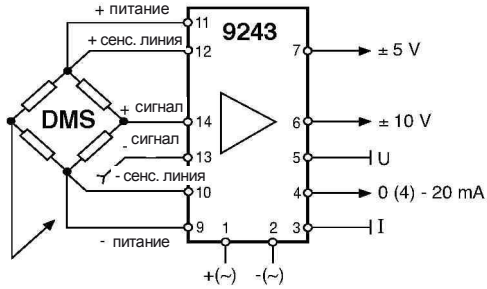 + питание 11
9243
+ сенс. линия 12
7 ± 5 V
DMS
+ сигнал 14
6 ± 10 V
- сигнал 13
5 U
- сенс. линия 10
4 0 (4) - 20 mA
- питание 9
1 2 3 I
+(~) -(~)